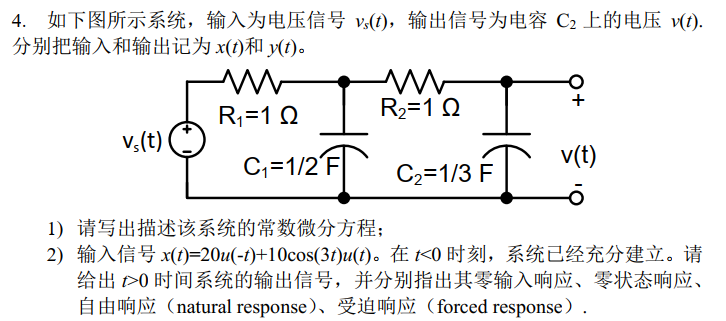 4. 如下图所示系统，输入为电压信号 vs(t)，输出信号为电容 C2 上的电压 v(t).
分别把输入和输出记为 x(t)和 y(t)。
R1=1 Ω
R2=1 Ω
+
vs(t)
+
-
C1=1/2 F
C2=1/3 F
v(t)
-
1) 请写出描述该系统的常数微分方程；
2) 输入信号 x(t)=20u(-t)+10cos(3t)u(t)。在 t<0 时刻，系统已经充分建立。请
给出 t>0 时间系统的输出信号，并分别指出其零输入响应、零状态响应、
自由响应（natural response）、受迫响应（forced response）.